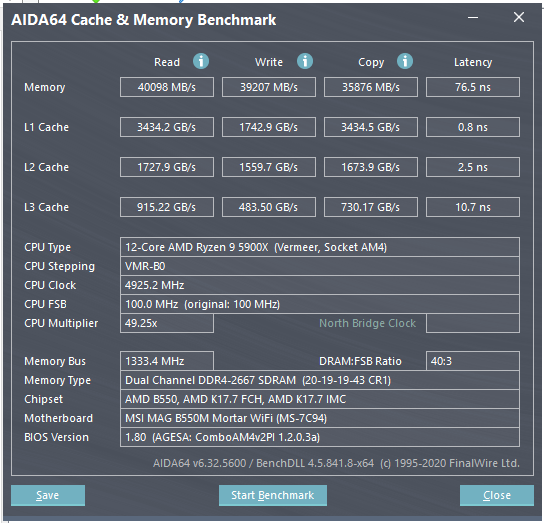 AIDA64 Cache & Memory Benchmark
Read Write Copy Latency
Memory 40098 MB/s 39207 MB/s 35876 MB/s 76.5 ns
L1 Cache 3434.2 GB/s 1742.9 GB/s 3434.5 GB/s 0.8 ns
L2 Cache 1727.9 GB/s 1559.7 GB/s 1673.9 GB/s 2.5 ns
L3 Cache 915.22 GB/s 483.50 GB/s 730.17 GB/s 10.7 ns
CPU Type 12-Core AMD Ryzen 9 5900X (Vermeer, Socket AM4)
CPU Stepping VMR-B0
CPU Clock 4925.2 MHz
CPU FSB 100.0 MHz (original: 100 MHz)
CPU Multiplier 49.25x North Bridge Clock
Memory Bus 1333.4 MHz DRAM:FSB Ratio 40:3
Memory Type Dual Channel DDR4-2667 SDRAM (20-19-19-43 CR1)
Chipset AMD B550, AMD K17.7 FCH, AMD K17.7 IMC
Motherboard MSI MAG B550M Mortar WiFi (MS-7C94)
BIOS Version 1.80 (AGESA: ComboAM4v2PI 1.2.0.3a)
AIDA64 v6.32.5600 / BenchDLL 4.5.841.8-x64 (c) 1995-2020 FinalWire Ltd.
Save Start Benchmark Close